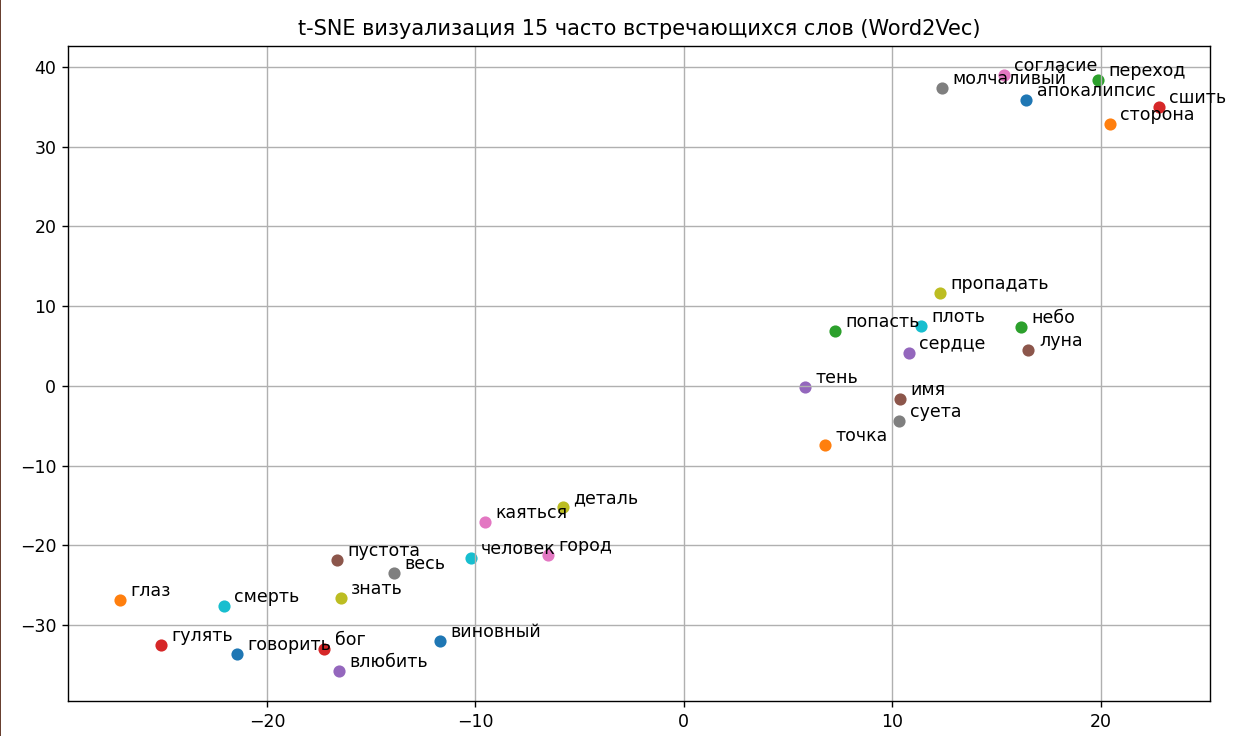 t-SNE визуализация 15 часто встречающихся слов (Word2Vec)
40
30
20
10
0
−10
−20
−30
согласие
переход
молчаливый
апокалипсис
сшить
сторона
пропадать
попасть
плоть
небо
сердце
луна
тень
имя
суета
точка
деталь
каяться
человек
город
пустота
весь
глаз
смерть
знать
гулять
говорить
бог
виновный
влюбить
−20
−10
0
10
20